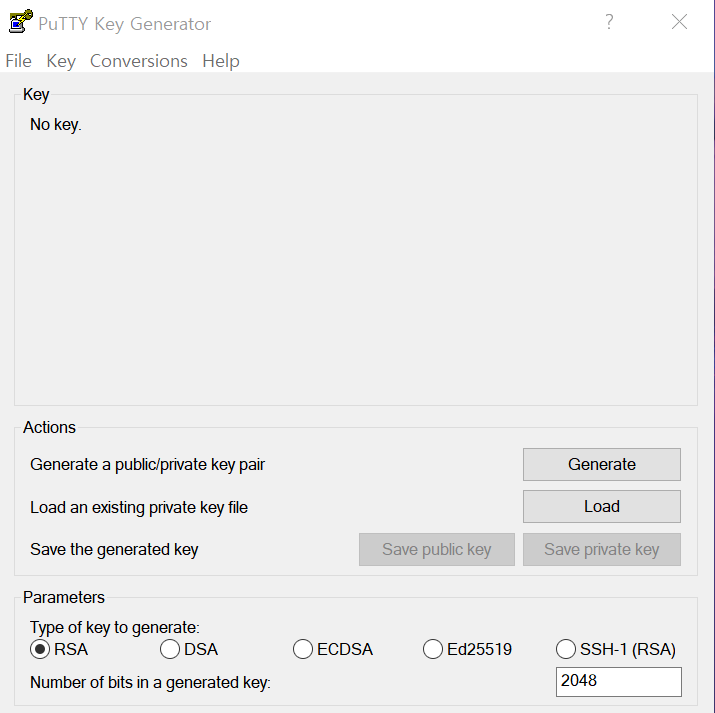 PuTTY Key Generator ?
File Key Conversions Help
Key
No key.
Actions
Generate a public/private key pair Generate
Load an existing private key file Load
Save the generated key Save public key Save private key
Parameters
Type of key to generate:
RSA DSA ECDSA Ed25519 SSH-1 (RSA)
Number of bits in a generated key: 2048